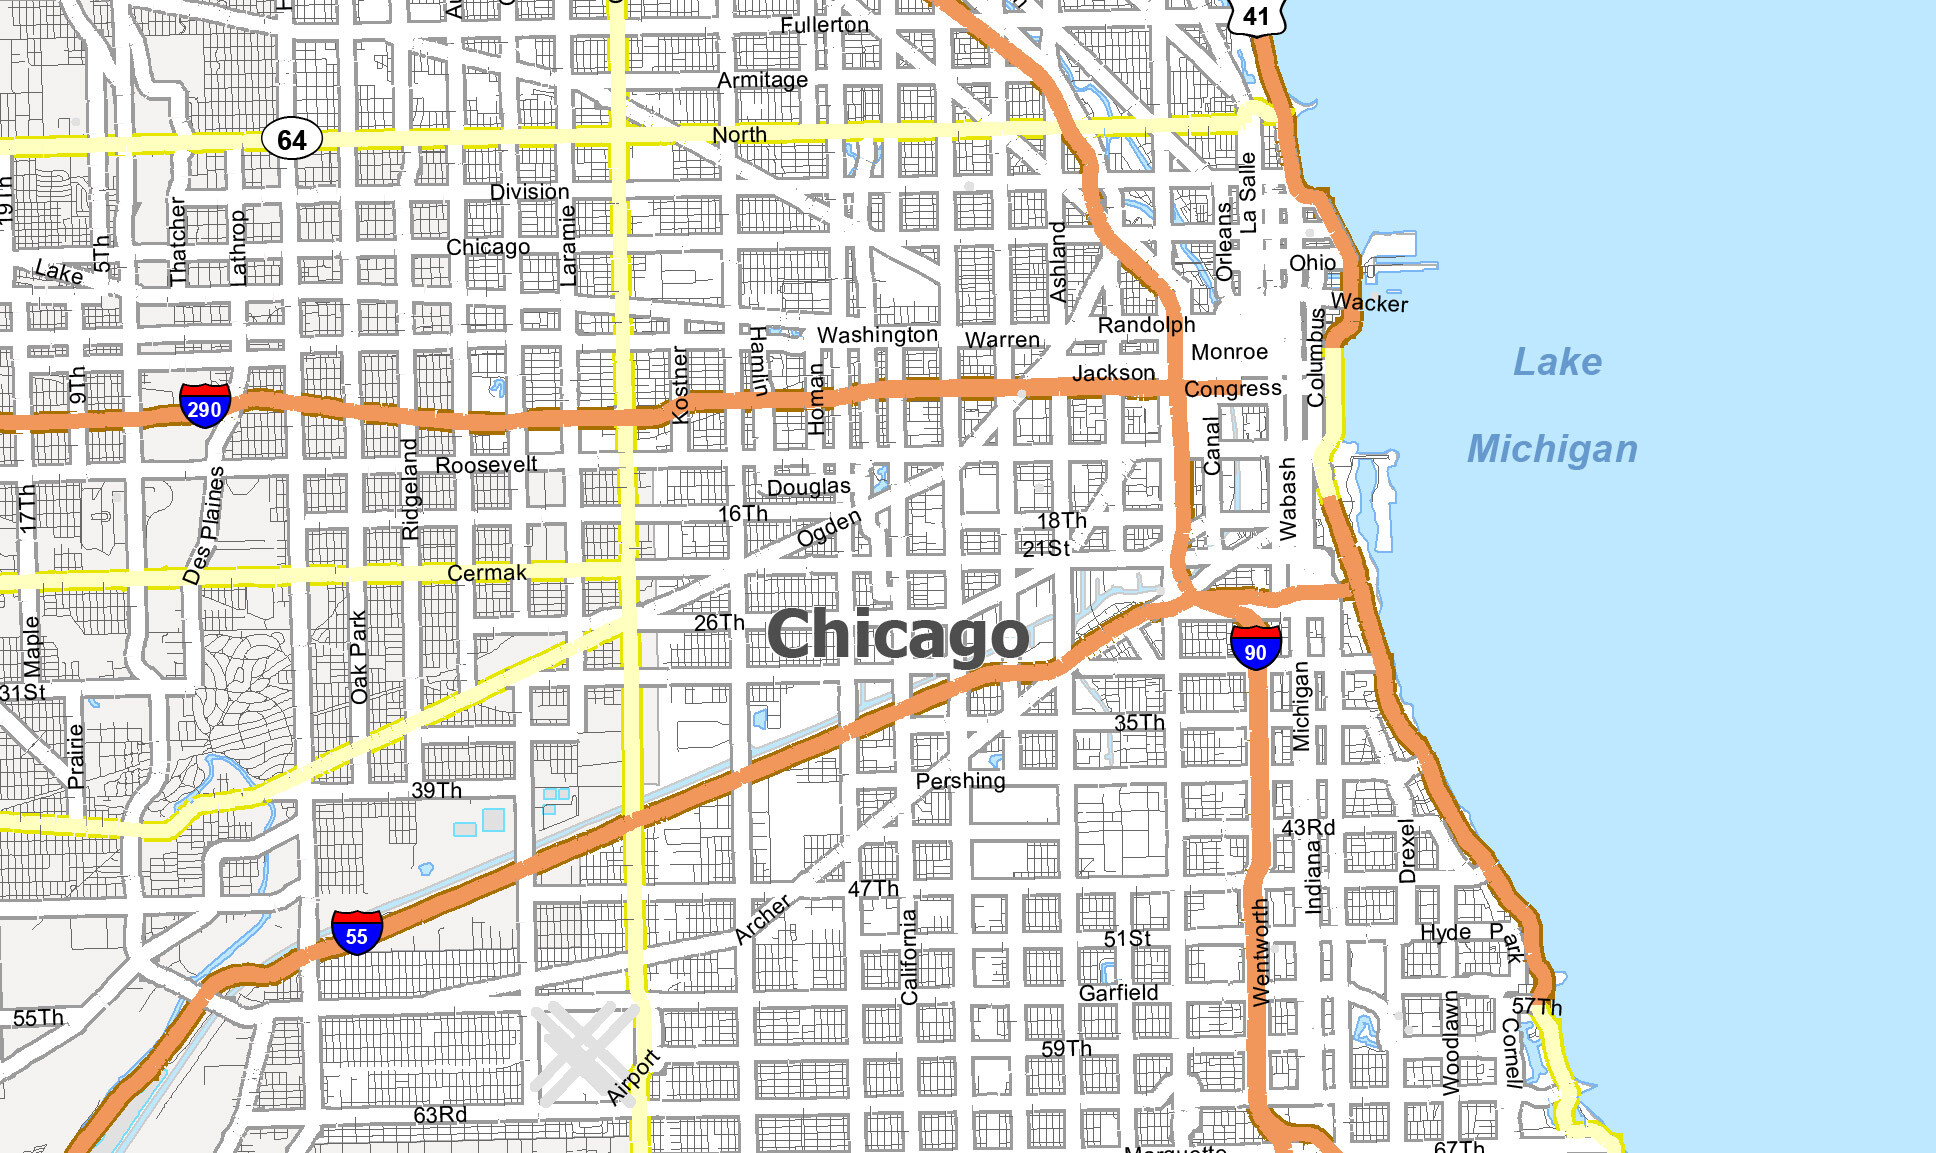 41
Fullerton
Armitage
North
64
19Th
Division
La Salle
Thatcher
Lathrop
Laramie
Orleans
5Th
Chicago
Ashland
Lake
Ohio
Wacker
Columbus
Randolph
Hamlin
Washington
Warren
Monroe
Lake
Michigan
Kostner
9Th
Homan
Jackson
Congress
290
Canal
Roosevelt
Ridgeland
Wabash
Douglas
17Th
Des Plaines
16Th
Ogden
18Th
21St
Cermak
Maple
Oak Park
26Th
Chicago
90
31St
Michigan
35Th
Prairie
Pershing
39Th
43Rd
Indiana
Drexel
47Th
Archer
California
55
Wentworth
51St
Hyde Park
Garfield
55Th
57Th
Woodlawn
Cornell
59Th
Airport
63Rd
67Th
Marquette